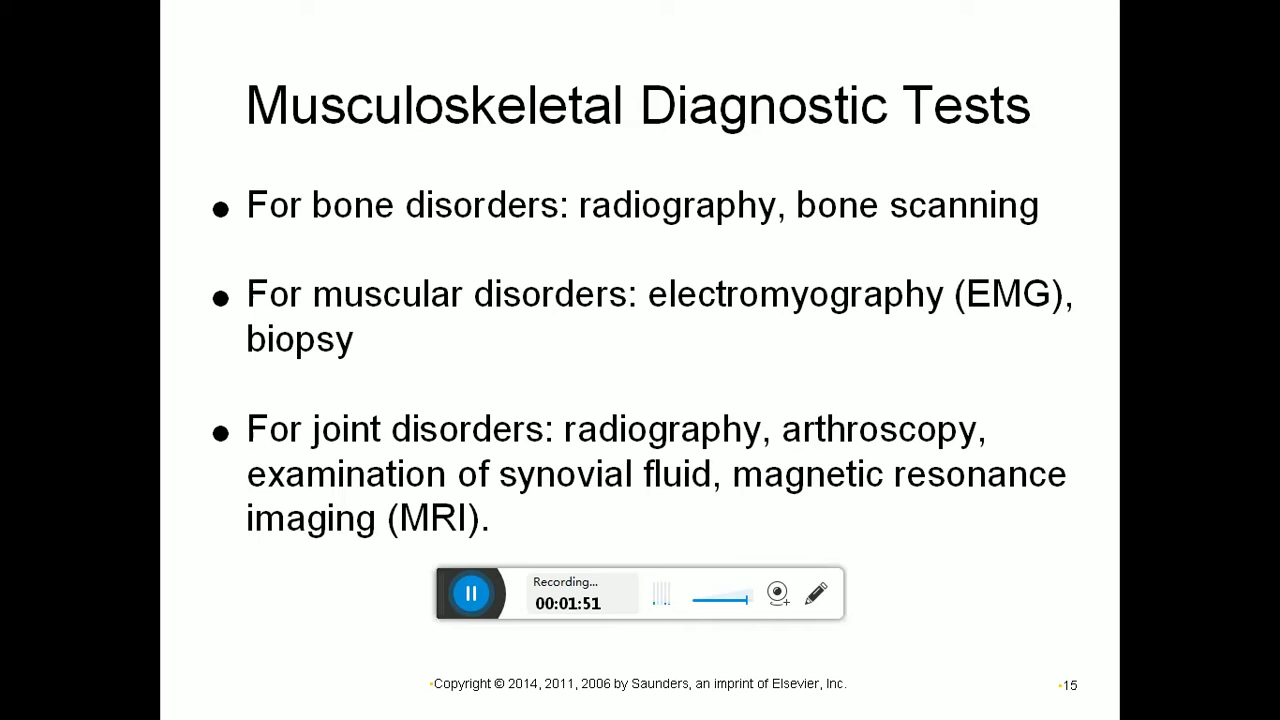 Musculoskeletal Diagnostic Tests
● For bone disorders: radiography, bone scanning
● For muscular disorders: electromyography (EMG),
biopsy
● For joint disorders: radiography, arthroscopy,
examination of synovial fluid, magnetic resonance
imaging (MRI).
Recording...
00:01:51
•Copyright © 2014, 2011, 2006 by Saunders, an imprint of Elsevier, Inc.
•15